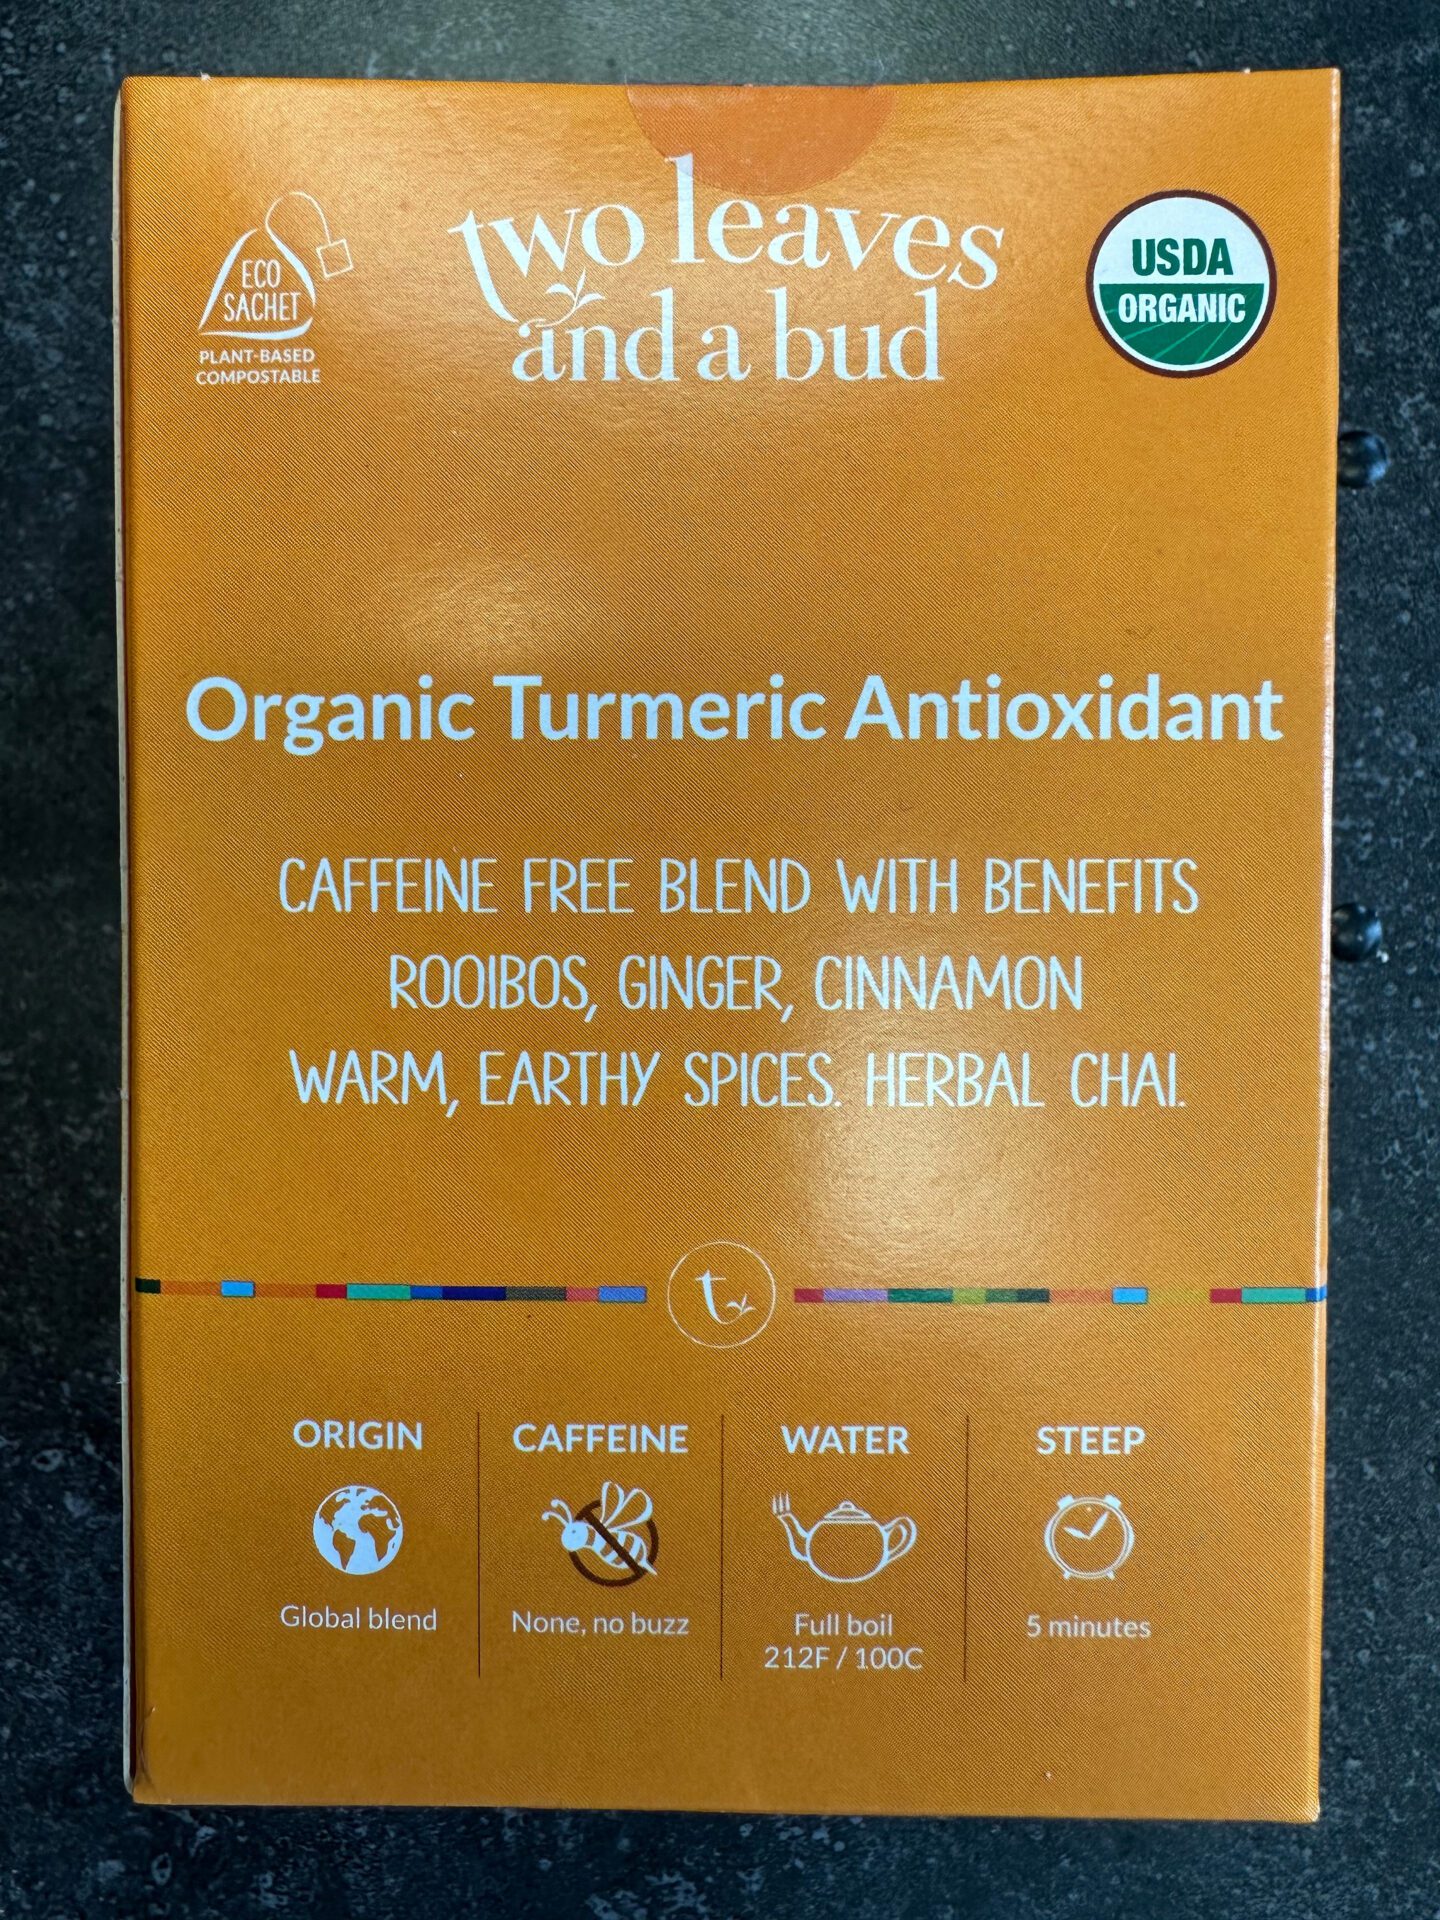 two leaves
and a bud
ECO
SACHET
PLANT-BASED
COMPOSTABLE
USDA
ORGANIC
Organic Turmeric Antioxidant
CAFFEINE FREE BLEND WITH BENEFITS
ROOIBOS, GINGER, CINNAMON
WARM, EARTHY SPICES. HERBAL CHAI.
t
ORIGIN
Global blend
CAFFEINE
None, no buzz
WATER
Full boil
212F / 100C
STEEP
5 minutes